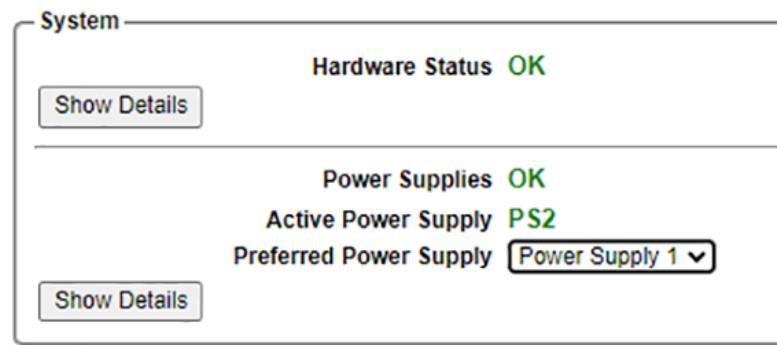 System
Hardware Status OK
Show Details
Power Supplies OK
Active Power Supply PS2
Preferred Power Supply Power Supply 1
Show Details